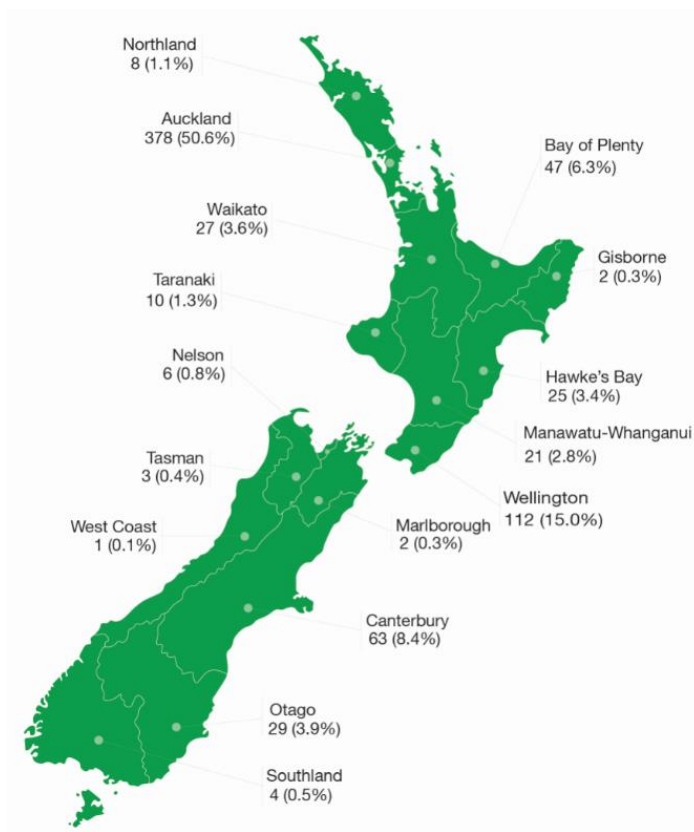 Northland
8 (1.1%)
Auckland
378 (50.6%)
Bay of Plenty
47 (6.3%)
Waikato
27 (3.6%)
Gisborne
2 (0.3%)
Taranaki
10 (1.3%)
Nelson
6 (0.8%)
Hawke's Bay
25 (3.4%)
Manawatu-Whanganui
21 (2.8%)
Tasman
3 (0.4%)
Wellington
112 (15.0%)
West Coast
1 (0.1%)
Marlborough
2 (0.3%)
Canterbury
63 (8.4%)
Otago
29 (3.9%)
Southland
4 (0.5%)